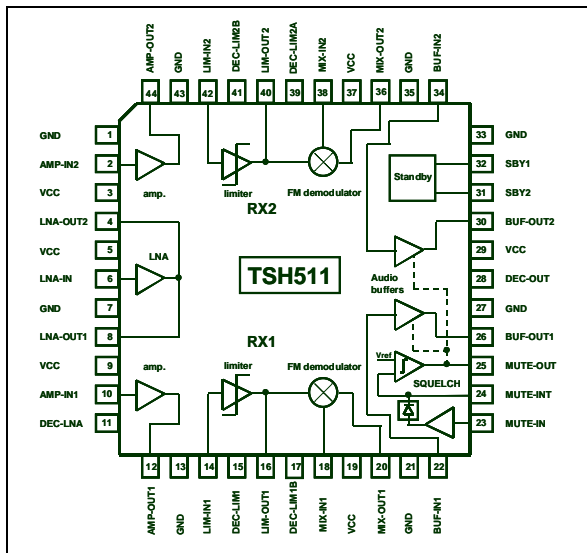 AMP-OUT2
GND
LIM-IN2
DEC-LIM2B
LIM-OUT2
DEC-LIM2A
MIX-IN2
VCC
MIX-OUT2
GND
BUF-IN2
44 43 42 41 40 39 38 37 36 35 34
GND 1
AMP-IN2 2
VCC 3
LNA-OUT2 4
VCC 5
LNA-IN 6
GND 7
LNA-OUT1 8
VCC 9
AMP-IN1 10
DEC-LNA 11
amp.
limiter
FM demodulator
RX2
Standby
LNA
TSH511
Audio
buffers
RX1
amp.
limiter
FM demodulator
Vref
SQUELCH
33 GND
32 SBY1
31 SBY2
30 BUF-OUT2
29 VCC
28 DEC-OUT
27 GND
26 BUF-OUT1
25 MUTE-OUT
24 MUTE-INT
23 MUTE-IN
12 13 14 15 16 17 18 19 20 21 22
AMP-OUT1
GND
LIM-IN1
DEC-LIM1
LIM-OUT1
DEC-LIM1B
MIX-IN1
VCC
MIX-OUT1
GND
BUF-IN1